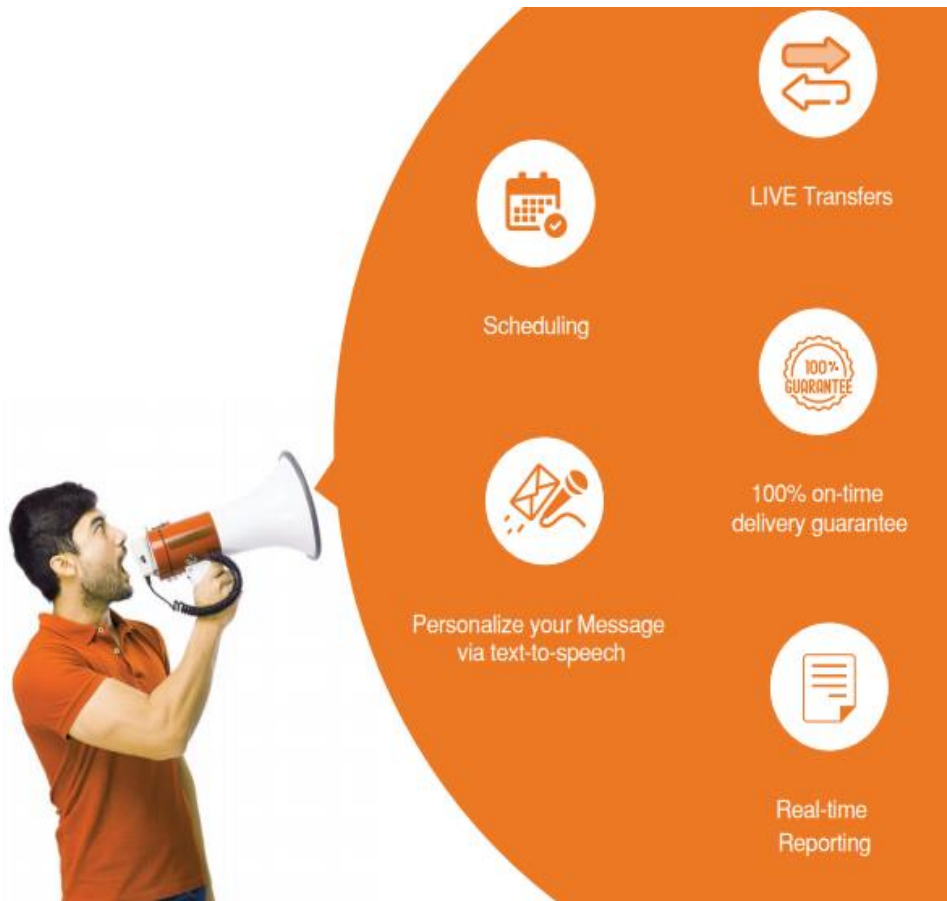 LIVE Transfers
Scheduling
100%
GUARANTEE
100% on-time
delivery guarantee
Personalize your Message
via text-to-speech
Real-time
Reporting